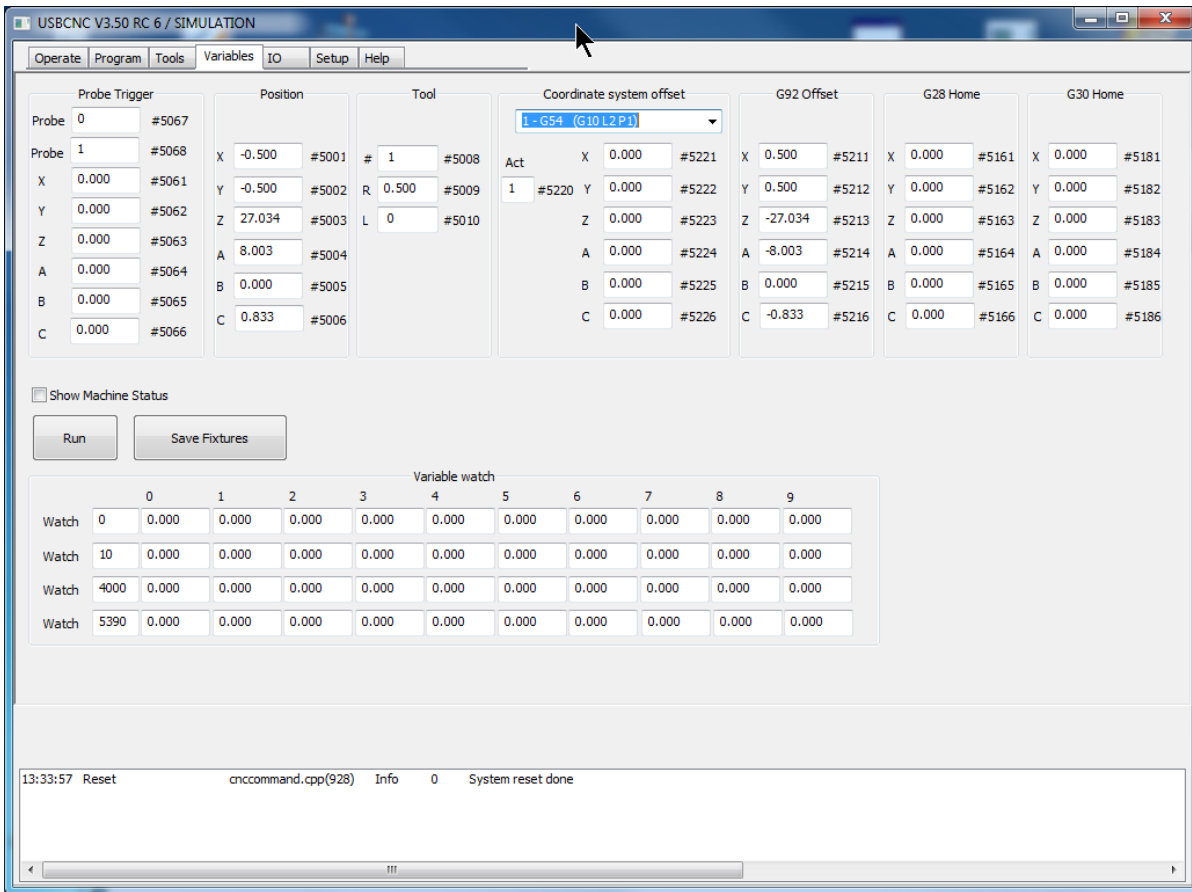 USBCNC V3.50 RC 6 / SIMULATION
Operate Program Tools Variables IO Setup Help
Probe Trigger Position Tool Coordinate system offset G92 Offset G28 Home G30 Home
Probe 0 #5067 1 - G54 (G10 L2 P1)
Probe 1 #5068 X -0.500 #5001 # 1 #5008 Act X 0.000 #5221 X 0.500 #5211 X 0.000 #5161 X 0.000 #5181
X 0.000 #5061 Y -0.500 #5002 R 0.500 #5009 1 #5220 Y 0.000 #5222 Y 0.500 #5212 Y 0.000 #5162 Y 0.000 #5182
Y 0.000 #5062 Z 27.034 #5003 L 0 #5010 Z 0.000 #5223 Z -27.034 #5213 Z 0.000 #5163 Z 0.000 #5183
Z 0.000 #5063 A 8.003 #5004 A 0.000 #5224 A -8.003 #5214 A 0.000 #5164 A 0.000 #5184
A 0.000 #5064 B 0.000 #5005 B 0.000 #5225 B 0.000 #5215 B 0.000 #5165 B 0.000 #5185
B 0.000 #5065 C 0.833 #5006 C 0.000 #5226 C -0.833 #5216 C 0.000 #5166 C 0.000 #5186
C 0.000 #5066
Show Machine Status
Run Save Fixtures
Variable watch
0 1 2 3 4 5 6 7 8 9
Watch 0 0.000 0.000 0.000 0.000 0.000 0.000 0.000 0.000 0.000 0.000
Watch 10 0.000 0.000 0.000 0.000 0.000 0.000 0.000 0.000 0.000 0.000
Watch 4000 0.000 0.000 0.000 0.000 0.000 0.000 0.000 0.000 0.000 0.000
Watch 5390 0.000 0.000 0.000 0.000 0.000 0.000 0.000 0.000 0.000 0.000
13:33:57 Reset cnccommand.cpp(928) Info 0 System reset done